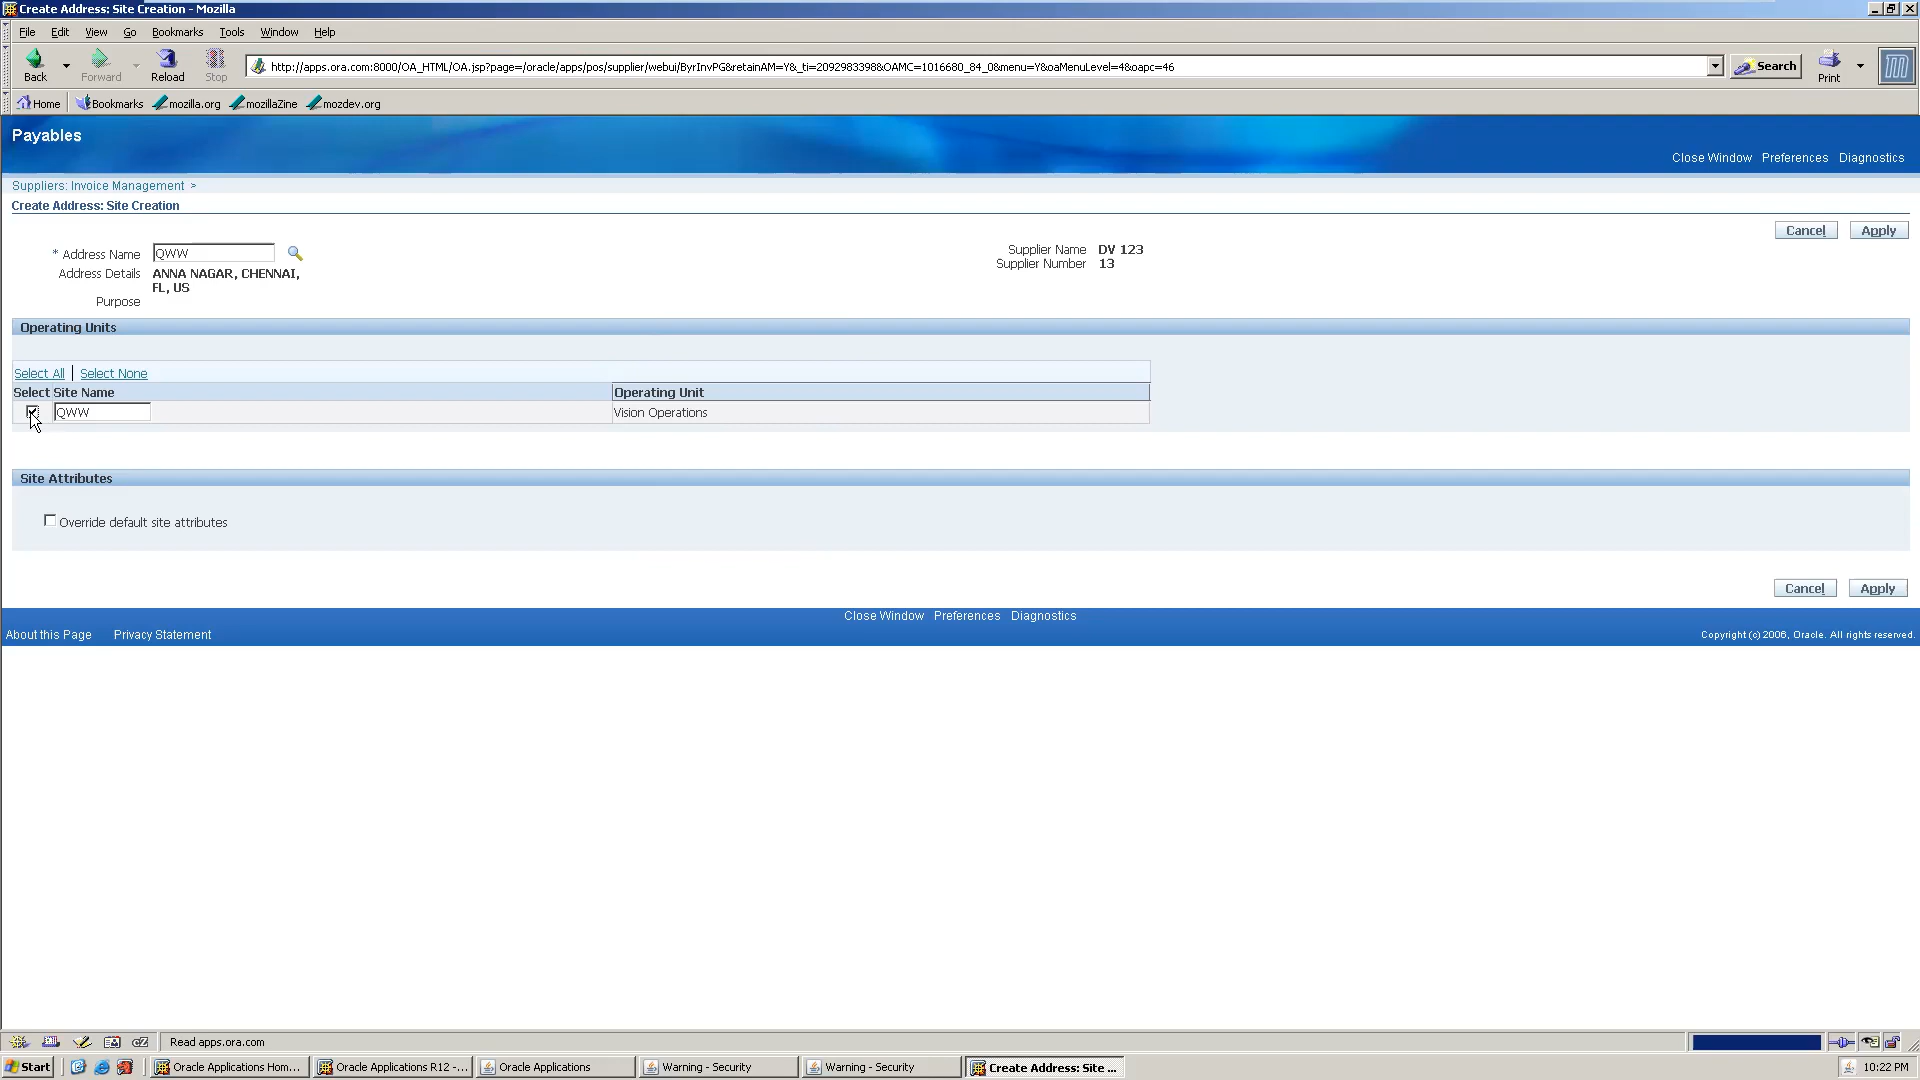 Create Address: Site Creation - Mozilla
File Edit View Go Bookmarks Tools Window Help
Back Forward Reload Stop http://apps.ora.com:8000/OA_HTML/OA.jsp?page=/oracle/apps/pos/supplier/webui/ByrInvPG&retainAM=Y&_ti=2092983398&OAMC=1016680_84_0&menu=Y&oaMenuLevel=4&oapc=46 Search Print
Home Bookmarks mozilla.org mozillaZine mozdev.org
Payables
Close Window Preferences Diagnostics
Suppliers: Invoice Management >
Create Address: Site Creation
Cancel Apply
* Address Name QWW
Supplier Name DV 123
Supplier Number 13
Address Details ANNA NAGAR, CHENNAI,
FL, US
Purpose
Operating Units
Select All | Select None
Select Site Name Operating Unit
QWW Vision Operations
Site Attributes
Override default site attributes
Cancel Apply
Close Window Preferences Diagnostics
About this Page Privacy Statement Copyright (c) 2006, Oracle. All rights reserved.
Read apps.ora.com
Start Oracle Applications Hom... Oracle Applications R12 -... Oracle Applications Warning - Security Warning - Security Create Address: Site ... 10:22 PM